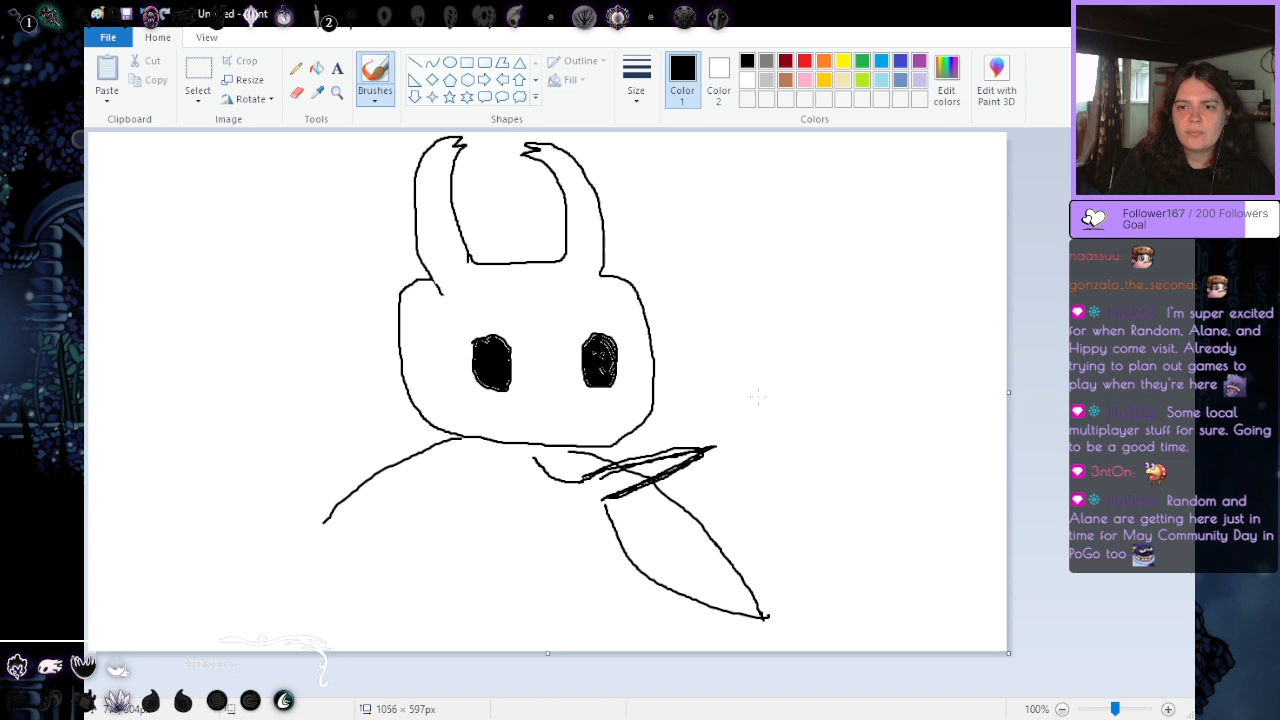 1
2
Untitled - Paint
File
Home
View
Paste
Cut
Copy
Clipboard
Select
Crop
Resize
Rotate
Image
A
Tools
Brushes
Outline
Fill
Shapes
Size
Color 1
Color 2
Edit colors
Edit with Paint 3D
Colors
Follower167 / 200 Followers
Goal
naassuu:
gonzalo_the_second:
I'm super excited
for when Random, Alane, and
Hippy come visit. Already
trying to plan out games to
play when they're here
Some local
multiplayer stuff for sure. Going
to be a good time.
3ntOn:
Random and
Alane are getting here just in
time for May Community Day in
PoGo too
1056 × 597px
100%